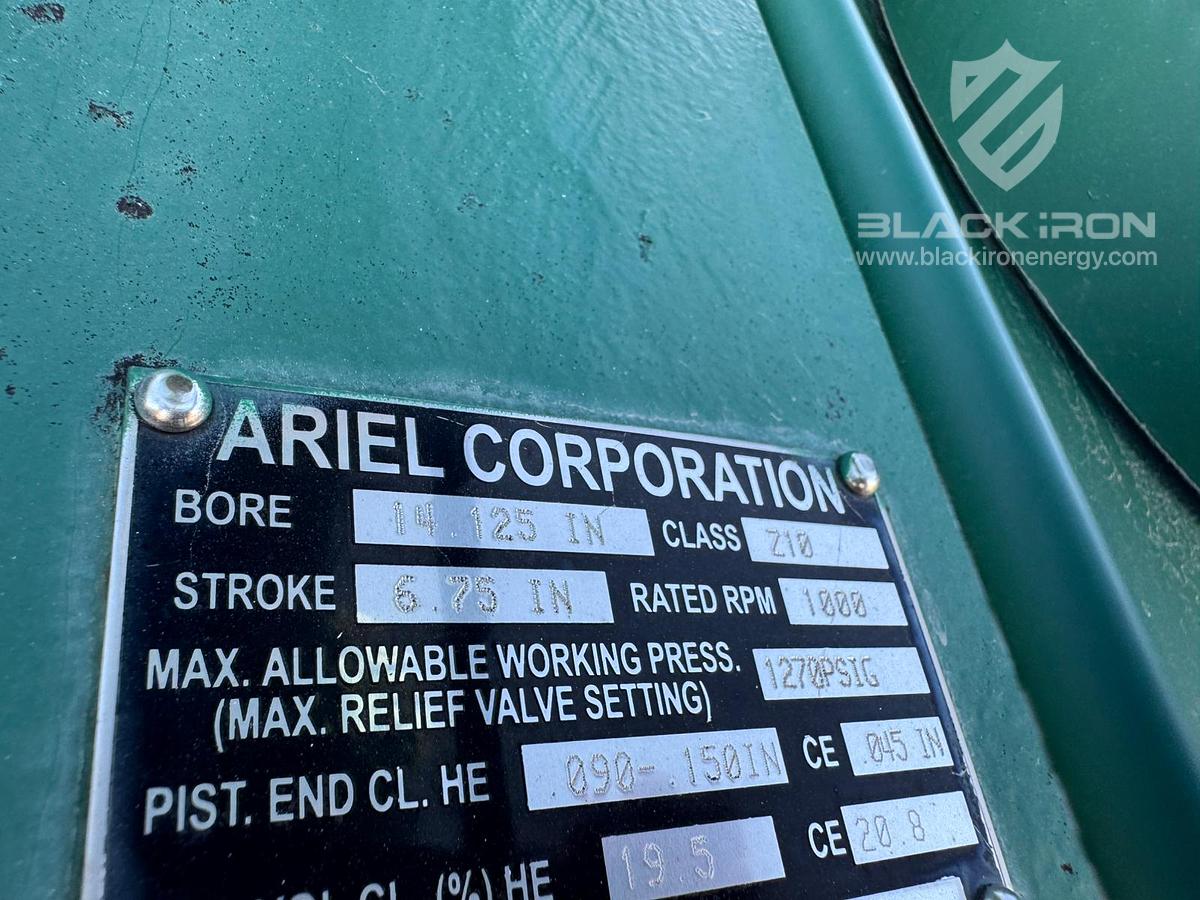 BLACK iRON
www.blackironenergy.com
ARIEL CORPORATION
BORE 14.125 IN CLASS Z10
STROKE 6.75 IN RATED RPM 1000
MAX. ALLOWABLE WORKING PRESS. 1270PSIG
(MAX. RELIEF VALVE SETTING)
PIST. END CL. HE .090-.150IN CE .045 IN
CL. (%) HE 19.5 CE 20.8